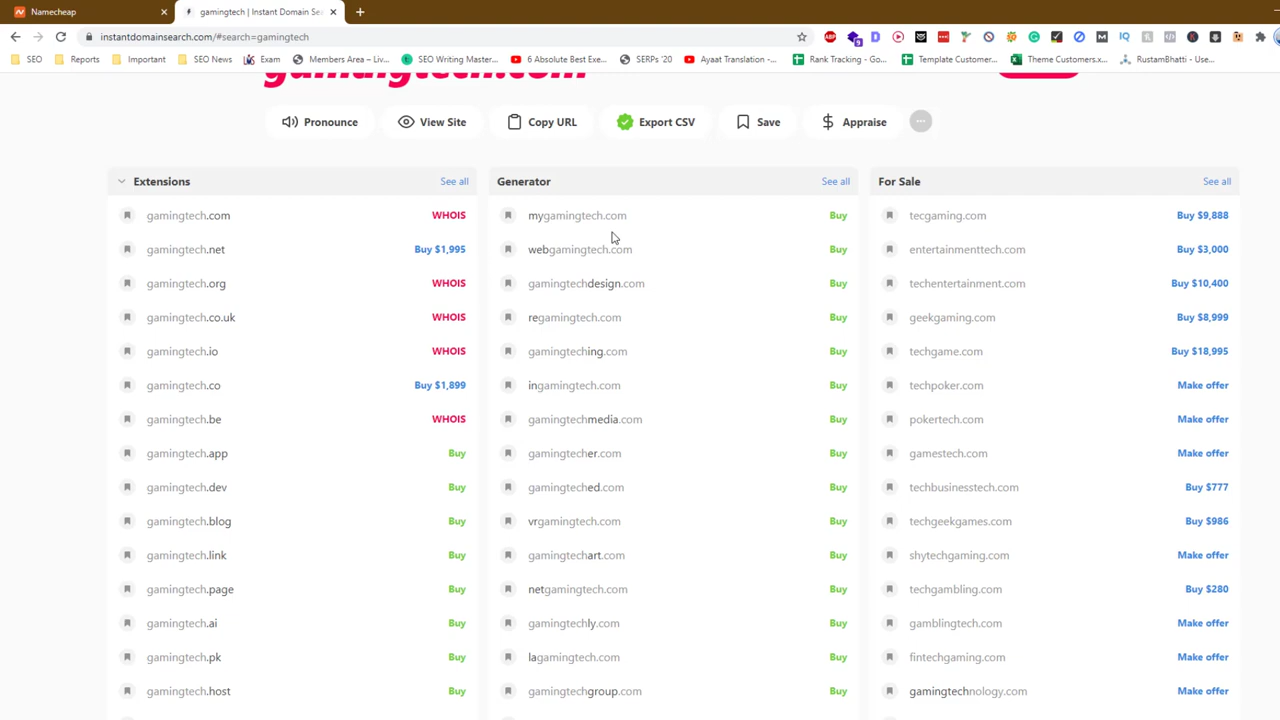 Namecheap
gamingtech | Instant Domain Sea
instantdomainsearch.com/#search=gamingtech
SEO
Reports
Important
SEO News
Exam
Members Area – Liv...
SEO Writing Master...
6 Absolute Best Exe...
SERPs '20
Ayaat Translation -...
Rank Tracking - Go...
Template Customer...
Theme Customers.x...
RustamBhatti - Use...
gamingtech.com
Pronounce
View Site
Copy URL
Export CSV
Save
Appraise
Extensions See all
gamingtech.com WHOIS
gamingtech.net Buy $1,995
gamingtech.org WHOIS
gamingtech.co.uk WHOIS
gamingtech.io WHOIS
gamingtech.co Buy $1,899
gamingtech.be WHOIS
gamingtech.app Buy
gamingtech.dev Buy
gamingtech.blog Buy
gamingtech.link Buy
gamingtech.page Buy
gamingtech.ai Buy
gamingtech.pk Buy
gamingtech.host Buy
Generator See all
mygamingtech.com Buy
webgamingtech.com Buy
gamingtechdesign.com Buy
regamingtech.com Buy
gamingteching.com Buy
ingamingtech.com Buy
gamingtechmedia.com Buy
gamingtecher.com Buy
gamingteched.com Buy
vrgamingtech.com Buy
gamingtechart.com Buy
netgamingtech.com Buy
gamingtechly.com Buy
lagamingtech.com Buy
gamingtechgroup.com Buy
For Sale See all
tecgaming.com Buy $9,888
entertainmenttech.com Buy $3,000
techentertainment.com Buy $10,400
geekgaming.com Buy $8,999
techgame.com Buy $18,995
techpoker.com Make offer
pokertech.com Make offer
gamestech.com Make offer
techbusinesstech.com Buy $777
techgeekgames.com Buy $986
shytechgaming.com Make offer
techgambling.com Buy $280
gamblingtech.com Make offer
fintechgaming.com Make offer
gamingtechnology.com Make offer